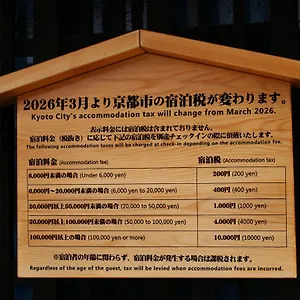 2026年3月より京都市の宿泊税が変わります。
Kyoto City's accommodation tax will change from March 2026.
表示料金には宿泊税は含まれておりません。
宿泊料金（税抜き）に応じて下記の宿泊税を別途チェックインの際に頂戴いたします。
The following accommodation taxes will be charged at check-in depending on the accommodation fee.
宿泊料金 (Accommodation fee) 宿泊税 (Accommodation tax)
6.000円未満の場合 (Under 6,000 yen) 200円 (200 yen)
6.000円～20.000円未満の場合 (6,000 yen to 20,000 yen) 400円 (400 yen)
20.000円以上50.000円未満の場合 (20,000 to 50,000 yen) 1.000円 (1,000 yen)
50.000円以上100.000円未満の場合 (50,000 to 100,000 yen) 4.000円 (4000 yen)
100.000円以上の場合 (100,000 yen or more) 10.000円 (10000 yen)
※宿泊者の年齢に関わらず、宿泊料金が発生する場合は課税されます。
Regardless of the age of the guest, tax will be levied when accommodation fees are incurred.